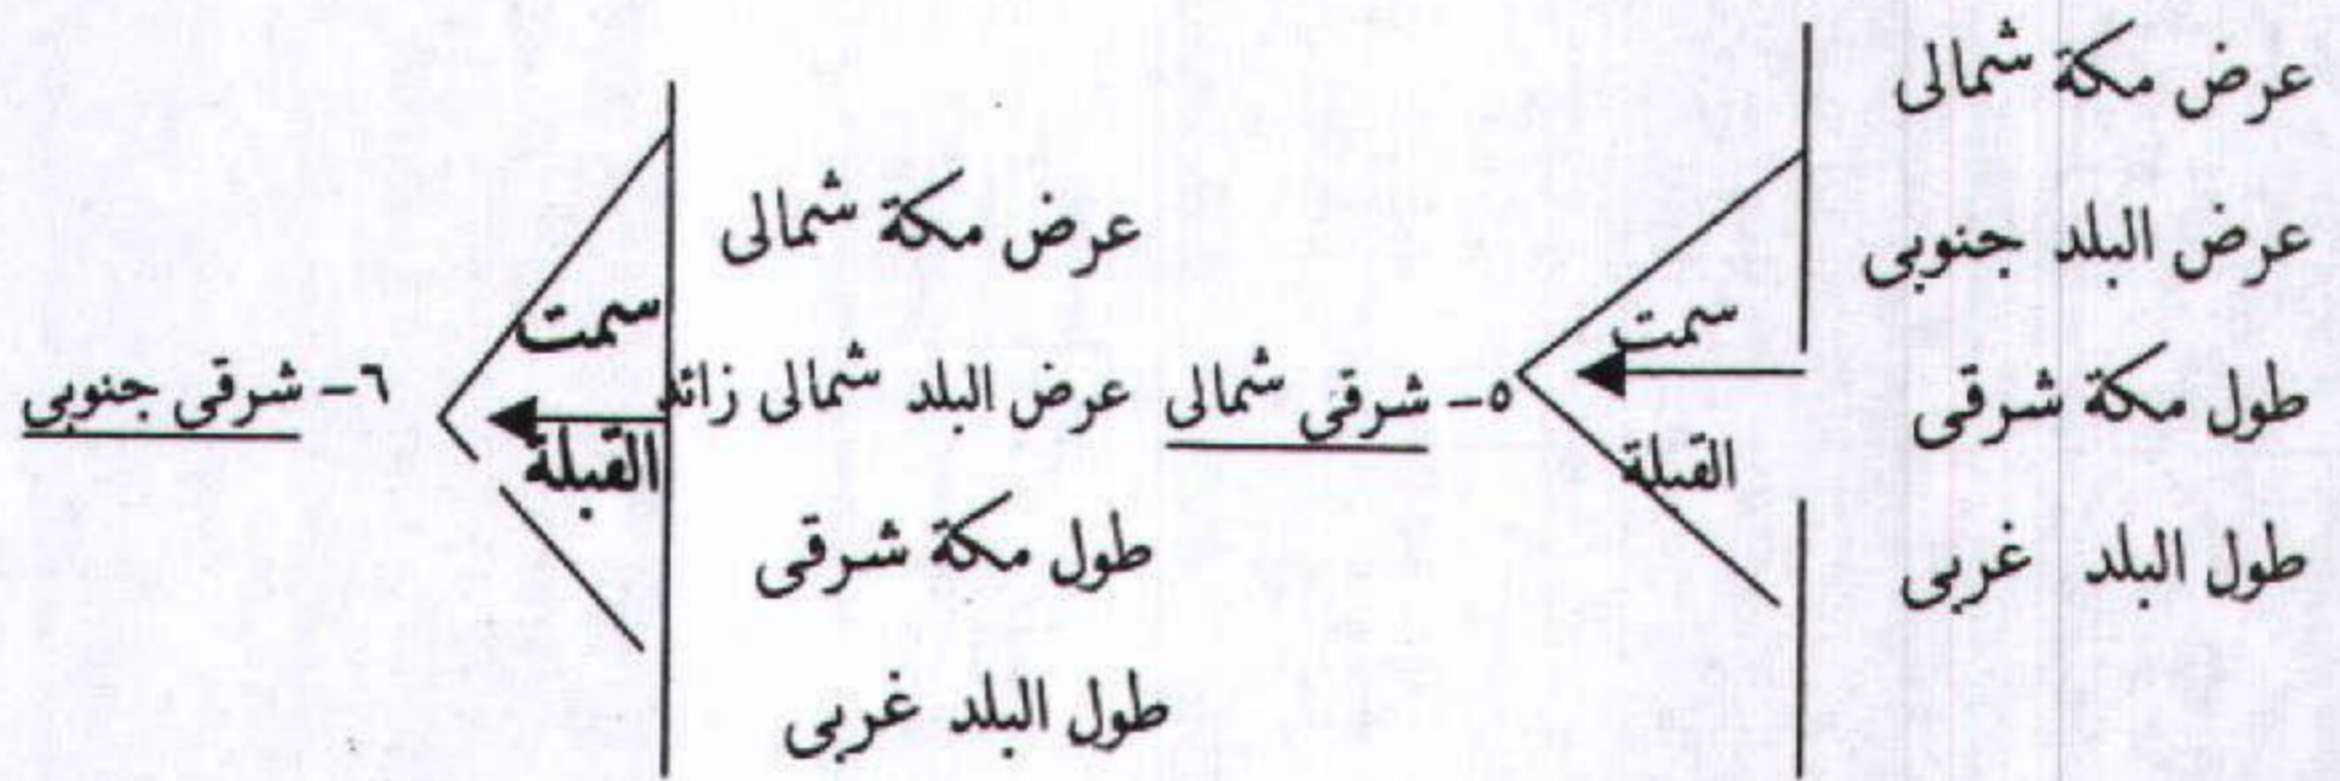 عرض مكة شمالى
عرض البلد جنوبى
طول مكة شرقى
طول البلد غربى
سمت
القبلة
٥- شرقى شمالى
عرض مكة شمالى
عرض البلد شمالى زائد
طول مكة شرقى
طول البلد غربى
سمت
القبلة
٦- شرقى جنوبى